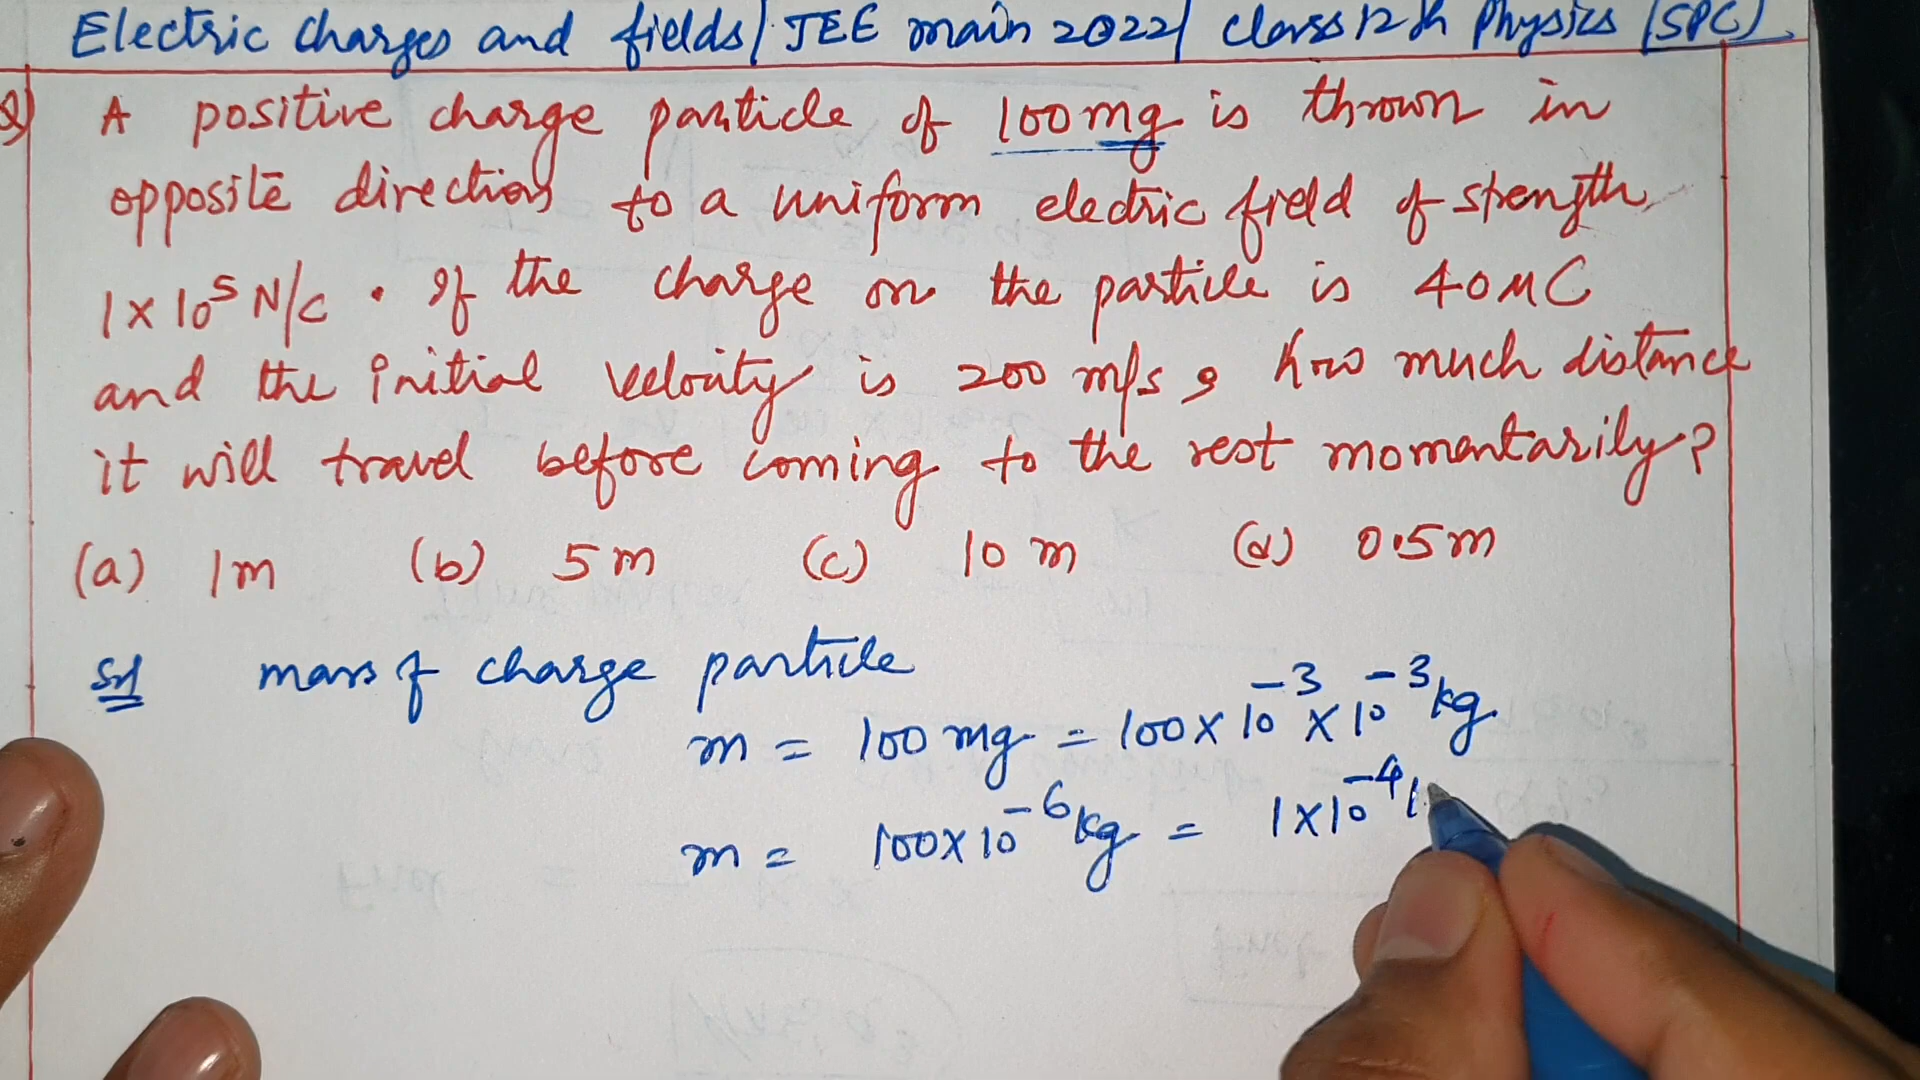 Electric charges and fields / JEE main 2022 / class 12th Physics (SPC).
Q) A positive charge particle of 100mg is thrown in
opposite direction to a uniform electric field of strength
1 × 10⁵ N/C . If the charge on the particle is 40 μC
and the initial velocity is 200 m/s, how much distance
it will travel before coming to the rest momentarily?
(a) 1m (b) 5m (c) 10 m (d) 0.5m
Sol mass of charge particle
m = 100 mg = 100 × 10⁻³ × 10⁻³ kg
m = 100 × 10⁻⁶ kg = 1 × 10⁻⁴